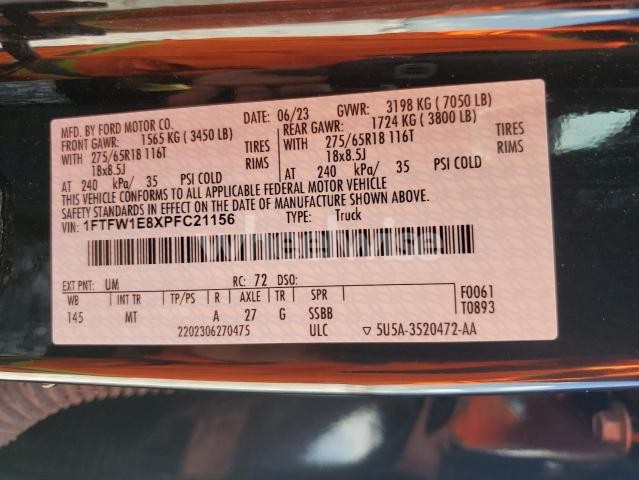 MFD. BY FORD MOTOR CO. DATE: 06/23 GVWR: 3198 KG ( 7050 LB)
FRONT GAWR: 1565 KG ( 3450 LB) REAR GAWR: 1724 KG ( 3800 LB)
WITH 275/65R18 116T TIRES WITH 275/65R18 116T TIRES
18x8.5J RIMS 18x8.5J RIMS
AT 240 kPa/ 35 PSI COLD AT 240 kPa/ 35 PSI COLD
THIS VEHICLE CONFORMS TO ALL APPLICABLE FEDERAL MOTOR VEHICLE
SAFETY STANDARDS IN EFFECT ON THE DATE OF MANUFACTURE SHOWN ABOVE.
VIN: 1FTFW1E8XPFC21156 TYPE: Truck
wheelwise
EXT PNT: UM RC: 72 DSO:
WB INT TR TP/PS R AXLE TR SPR F0061
145 MT A 27 G SSBB T0893
2202306270475 ULC ▽ 5U5A-3520472-AA